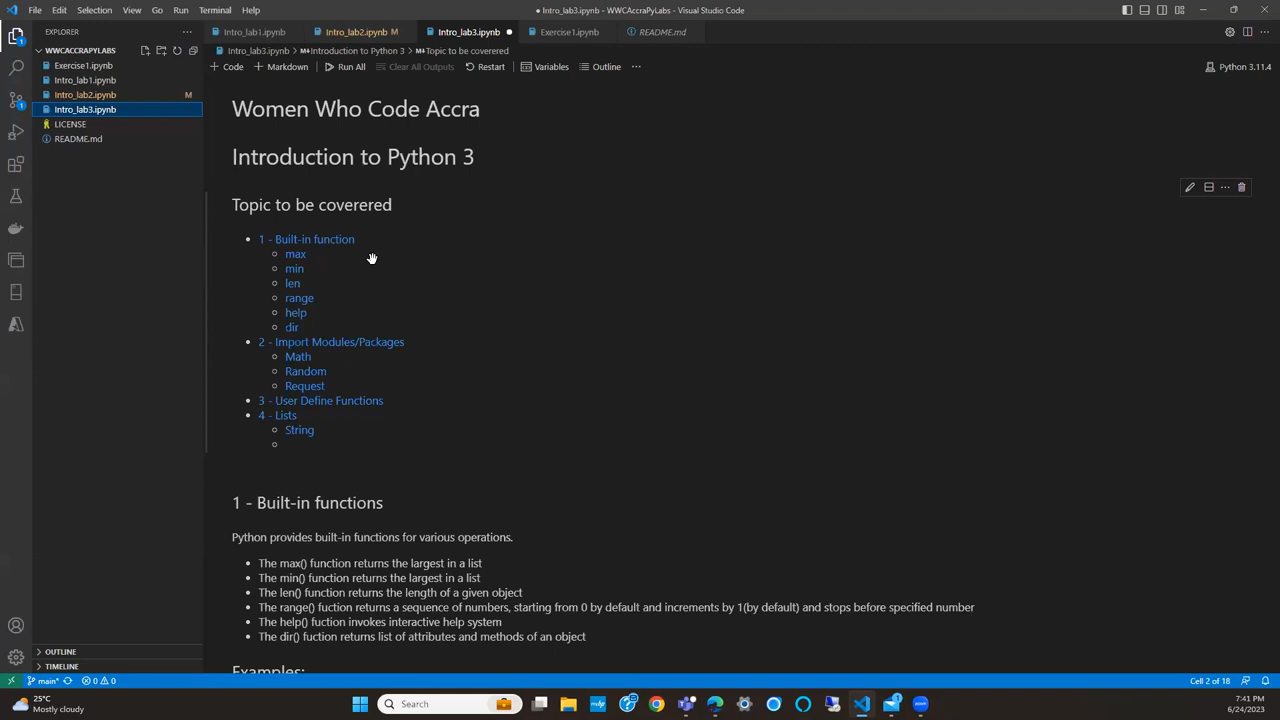 File Edit Selection View Go Run Terminal Help
● Intro_lab3.ipynb - WWCAccraPyLabs - Visual Studio Code
EXPLORER
Intro_lab1.ipynb Intro_lab2.ipynb M Intro_lab3.ipynb ● Exercise1.ipynb README.md
WWCACCRAPYLABS
Intro_lab3.ipynb > Introduction to Python 3 > Topic to be coverered
Exercise1.ipynb
Intro_lab1.ipynb
Intro_lab2.ipynb M
Intro_lab3.ipynb
LICENSE
README.md
+ Code + Markdown Run All Clear All Outputs Restart Variables Outline ...
Python 3.11.4
Women Who Code Accra
Introduction to Python 3
Topic to be coverered
1 - Built-in function
max
min
len
range
help
dir
2 - Import Modules/Packages
Math
Random
Request
3 - User Define Functions
4 - Lists
String
1 - Built-in functions
Python provides built-in functions for various operations.
The max() function returns the largest in a list
The min() function returns the largest in a list
The len() function returns the length of a given object
The range() fuction returns a sequence of numbers, starting from 0 by default and increments by 1(by default) and stops before specified number
The help() fuction invokes interactive help system
The dir() fuction returns list of attributes and methods of an object
Examples:
OUTLINE
TIMELINE
main* 0 0
Cell 2 of 18
25°C
Mostly cloudy
Search
7:41 PM
6/24/2023